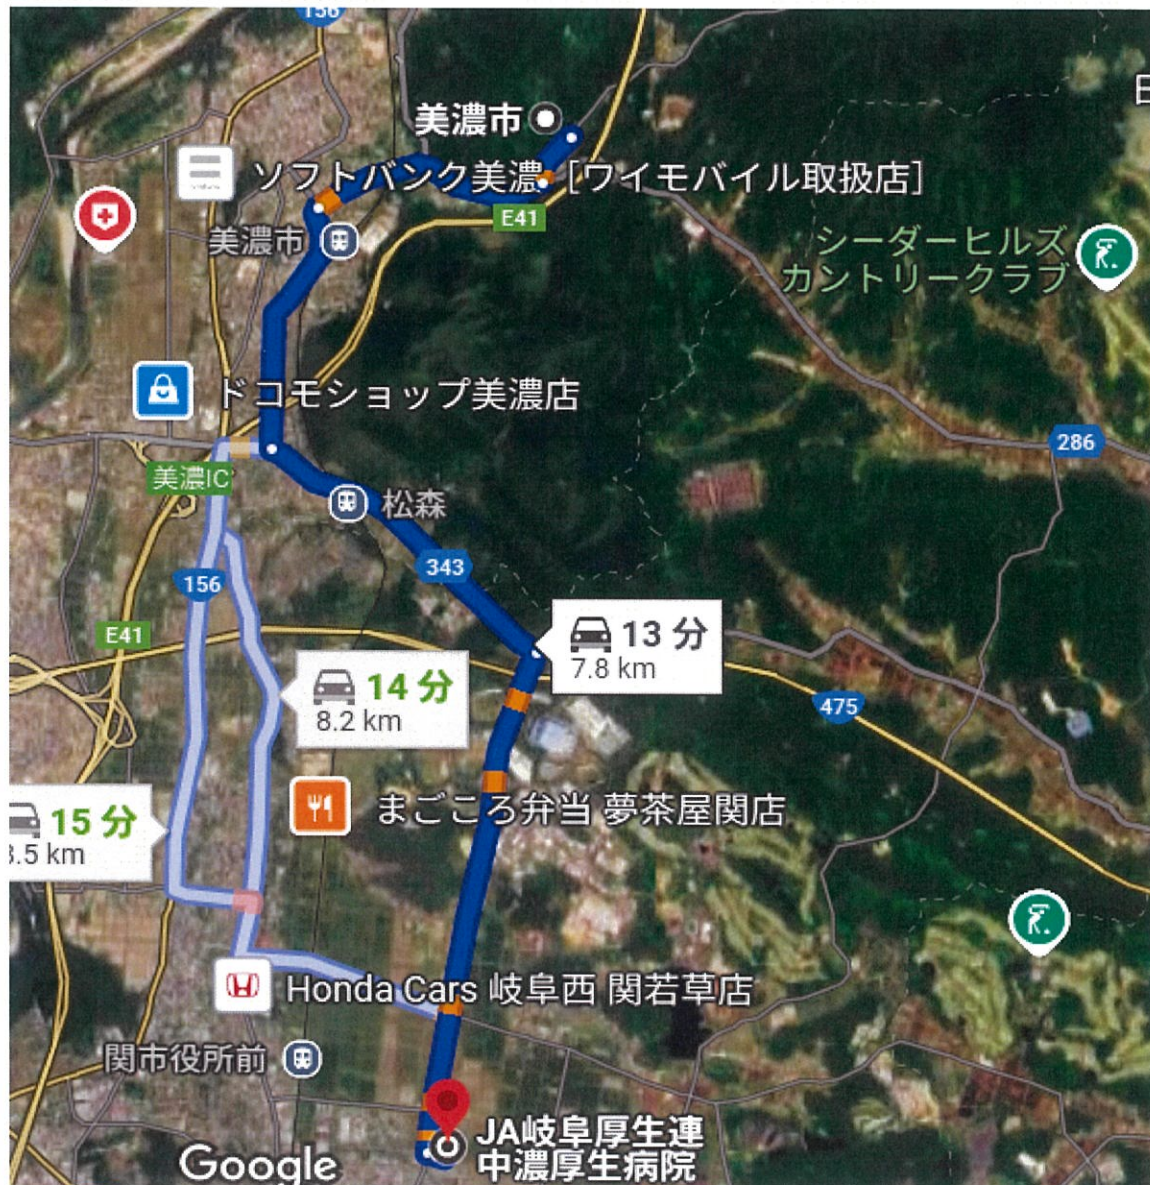 156
美濃市
日
ソフトバンク美濃 [ワイモバイル取扱店]
E41
美濃市
シーダーヒルズ
カントリークラブ
ドコモショップ美濃店
286
美濃IC
松森
343
156
E41
13 分
7.8 km
14 分
8.2 km
475
まごころ弁当 夢茶屋関店
15 分
8.5 km
Honda Cars 岐阜西 関若草店
関市役所前
JA岐阜厚生連
中濃厚生病院
Google